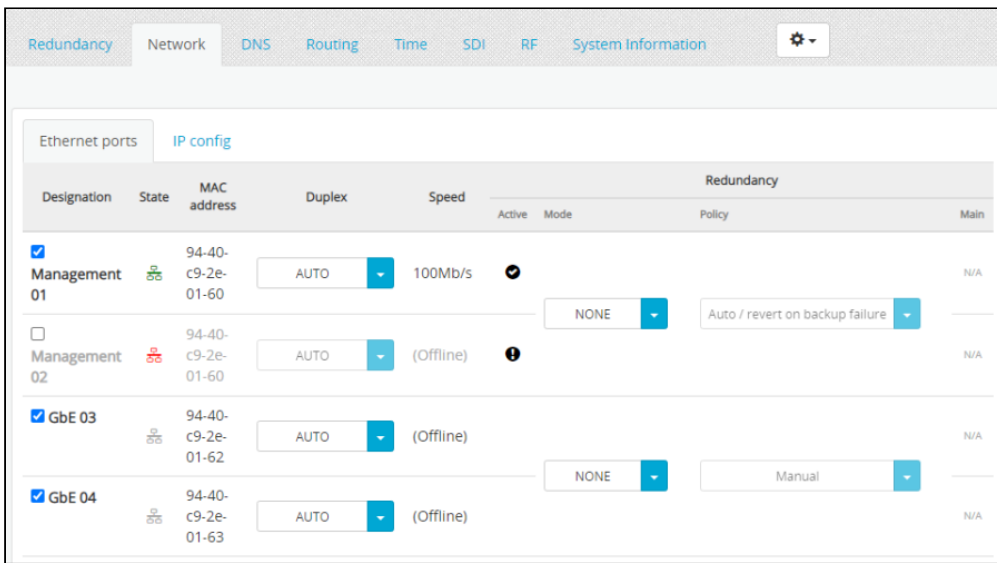 Redundancy Network DNS Routing Time SDI RF System Information
Ethernet ports IP config
Designation State MAC address Duplex Speed Redundancy
Active Mode Policy Main
Management 01 94-40-c9-2e-01-60 AUTO 100Mb/s N/A
NONE Auto / revert on backup failure
Management 02 94-40-c9-2e-01-60 AUTO (Offline) N/A
GbE 03 94-40-c9-2e-01-62 AUTO (Offline) N/A
NONE Manual
GbE 04 94-40-c9-2e-01-63 AUTO (Offline) N/A